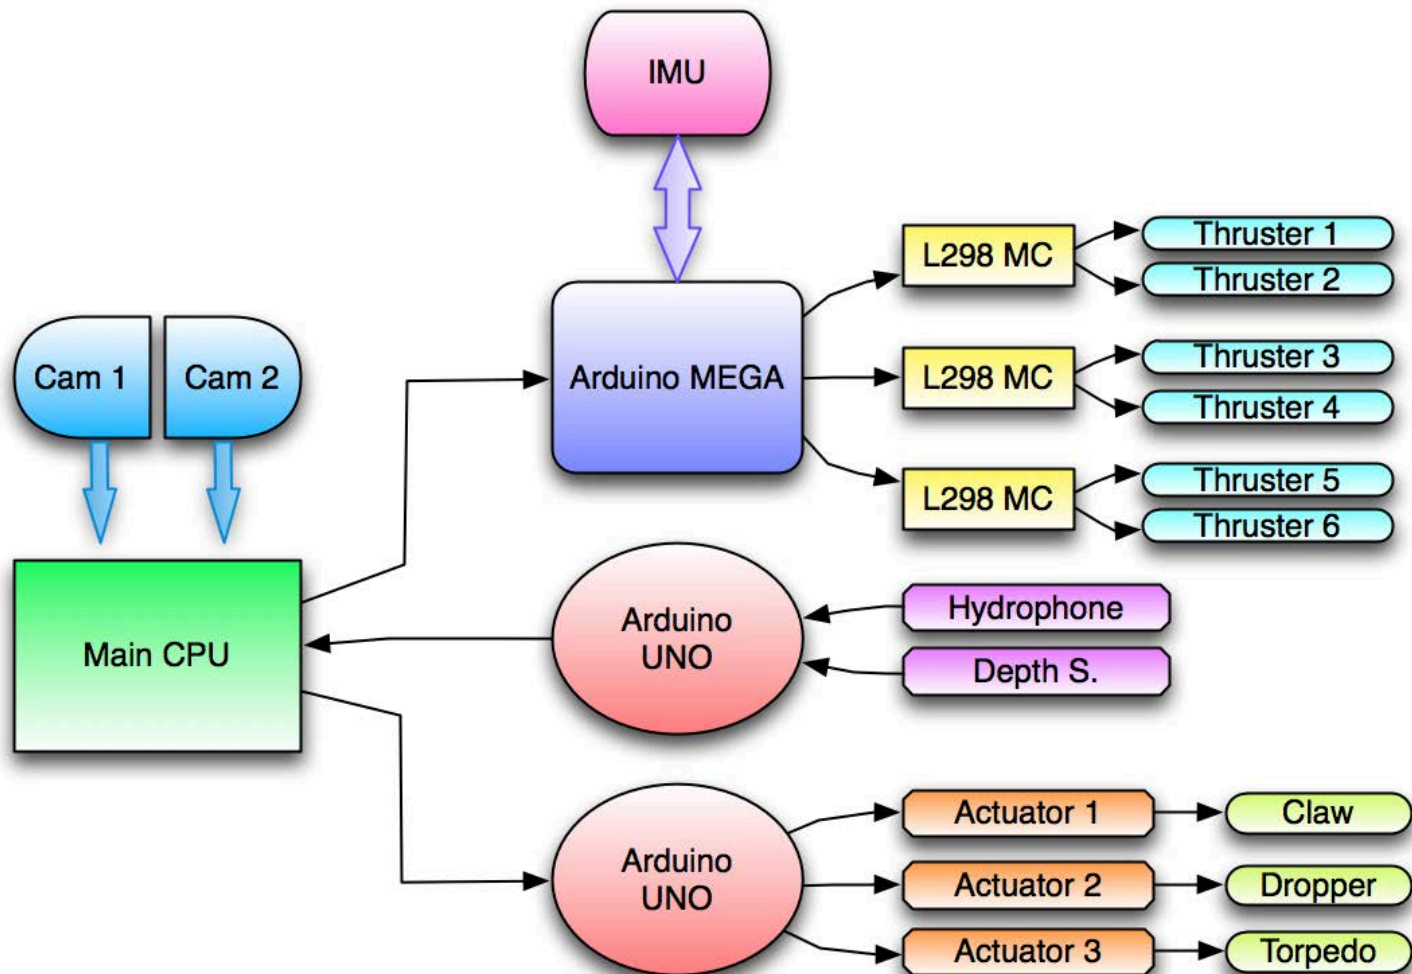 IMU
L298 MC
Thruster 1
Thruster 2
Cam 1
Cam 2
Arduino MEGA
L298 MC
Thruster 3
Thruster 4
L298 MC
Thruster 5
Thruster 6
Main CPU
Arduino
UNO
Hydrophone
Depth S.
Arduino
UNO
Actuator 1
Claw
Actuator 2
Dropper
Actuator 3
Torpedo